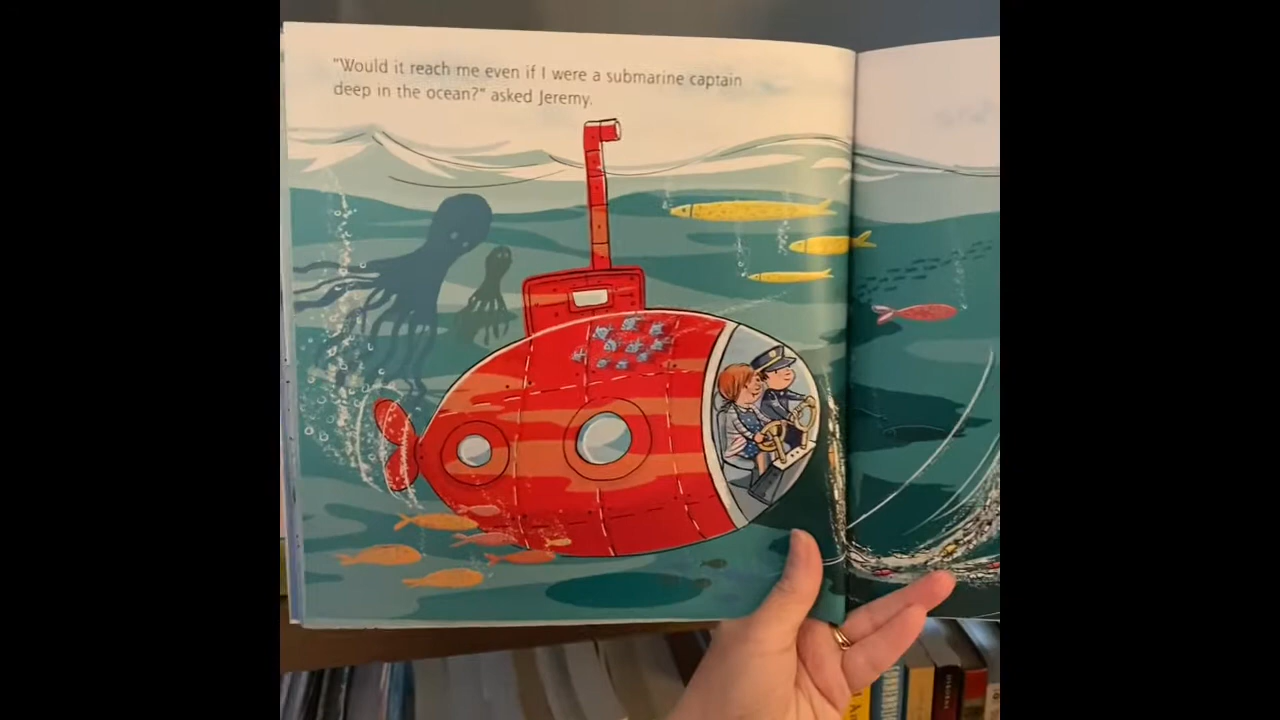 "Would it reach me even if I were a submarine captain
deep in the ocean?" asked Jeremy.